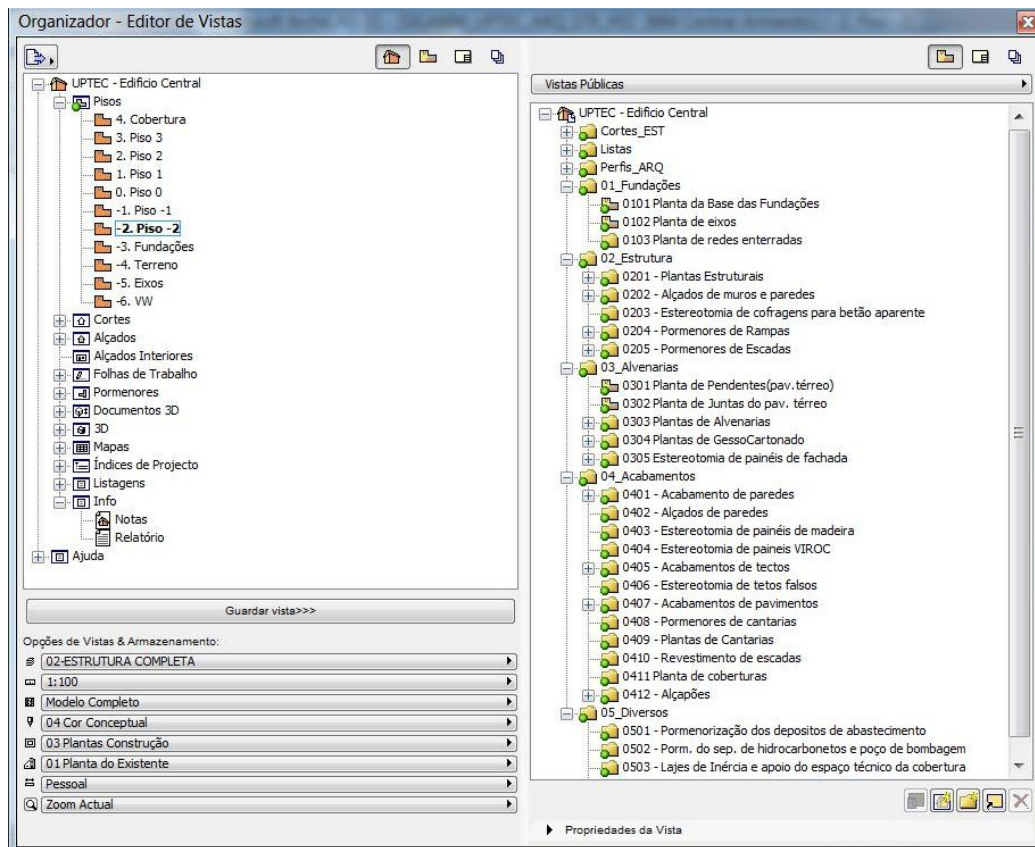 Organizador - Editor de Vistas
UPTEC - Edificio Central
Pisos
4. Cobertura
3. Piso 3
2. Piso 2
1. Piso 1
0. Piso 0
-1. Piso -1
-2. Piso -2
-3. Fundações
-4. Terreno
-5. Eixos
-6. VW
Cortes
Alçados
Alçados Interiores
Folhas de Trabalho
Pormenores
Documentos 3D
3D
Mapas
Índices de Projecto
Listagens
Info
Notas
Relatório
Ajuda
Guardar vista>>>
Opções de Vistas & Armazenamento:
02-ESTRUTURA COMPLETA
1:100
Modelo Completo
04 Cor Conceptual
03 Plantas Construção
01 Planta do Existente
Pessoal
Zoom Actual
Vistas Públicas
UPTEC - Edificio Central
Cortes_EST
Listas
Perfis_ARQ
01_Fundações
0101 Planta da Base das Fundações
0102 Planta de eixos
0103 Planta de redes enterradas
02_Estrutura
0201 - Plantas Estruturais
0202 - Alçados de muros e paredes
0203 - Estereotomia de cofragens para betão aparente
0204 - Pormenores de Rampas
0205 - Pormenores de Escadas
03_Alvenarias
0301 Planta de Pendentes(pav.térreo)
0302 Planta de Juntas do pav. térreo
0303 Plantas de Alvenarias
0304 Plantas de GessoCartonado
0305 Estereotomia de painéis de fachada
04_Acabamentos
0401 - Acabamento de paredes
0402 - Alçados de paredes
0403 - Estereotomia de painéis de madeira
0404 - Estereotomia de paineis VIROC
0405 - Acabamentos de tectos
0406 - Estereotomia de tetos falsos
0407 - Acabamentos de pavimentos
0408 - Pormenores de cantarias
0409 - Plantas de Cantarias
0410 - Revestimento de escadas
0411 Planta de coberturas
0412 - Alçapões
05_Diversos
0501 - Pormenorização dos depositos de abastecimento
0502 - Porm. do sep. de hidrocarbonetos e poço de bombagem
0503 - Lajes de Inércia e apoio do espaço técnico da cobertura
Propriedades da Vista